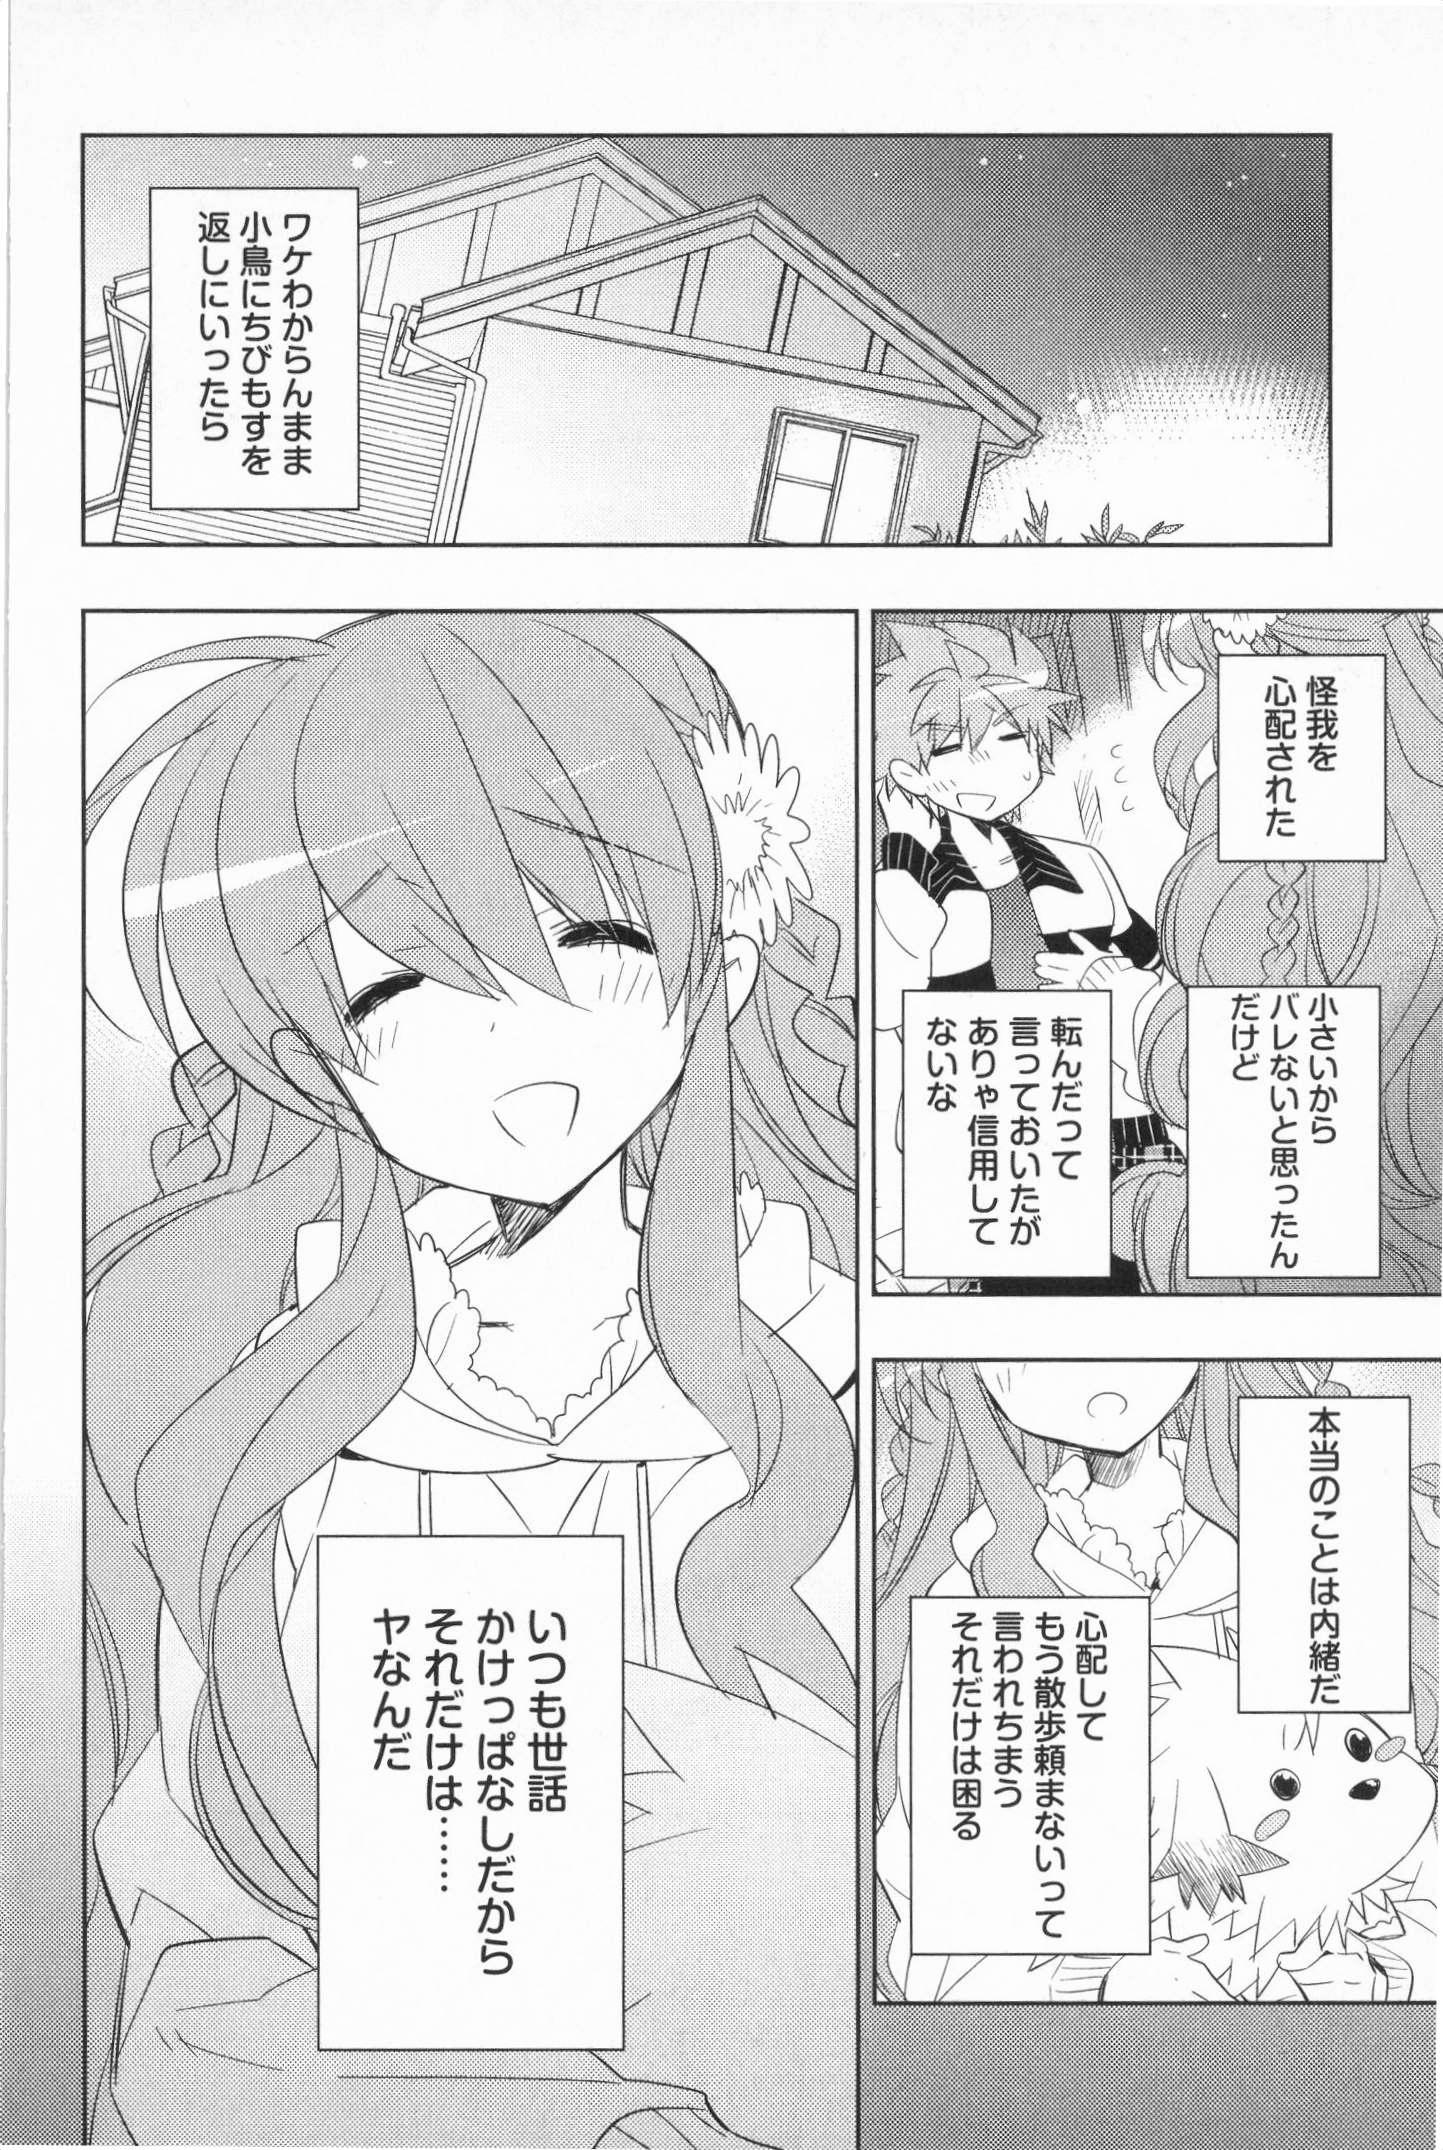 ワケわからんまま
小鳥にちびもすを
返しにいったら
怪我を
心配された
小さいから
バレないと思ったん
だけど
転んだって
言っておいたが
ありゃ信用して
ないな
本当のことは内緒だ
心配して
もう散歩頼まないって
言われちまう
それだけは困る
いつも世話
かけっぱなしだから
それだけは……
ヤなんだ